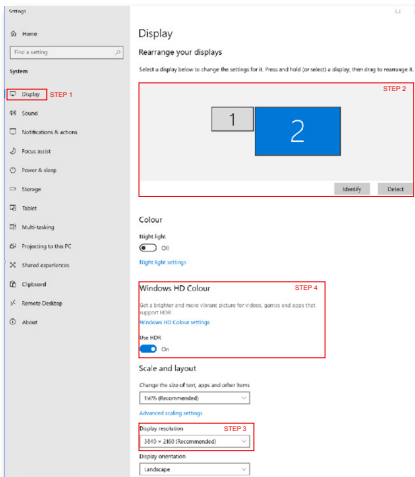 Settings
Home
Find a setting
System
Display STEP 1
Sound
Notifications & actions
Focus assist
Power & sleep
Storage
Tablet
Multi-tasking
Projecting to this PC
Shared experiences
Clipboard
Remote Desktop
About
Display
Rearrange your displays
Select a display below to change the settings for it. Press and hold (or select) a display, then drag to rearrange it.
STEP 2
1
2
Identify Detect
Colour
Night light
Off
Night light settings
Windows HD Colour STEP 4
Get a brighter and more vibrant picture for videos, games and apps that
support HDR.
Windows HD Colour settings
Use HDR
On
Scale and layout
Change the size of text, apps and other items
(Recommended)
Advanced scaling settings
Display resolution STEP 3
3840 × 2160 (Recommended)
Display orientation
Landscape